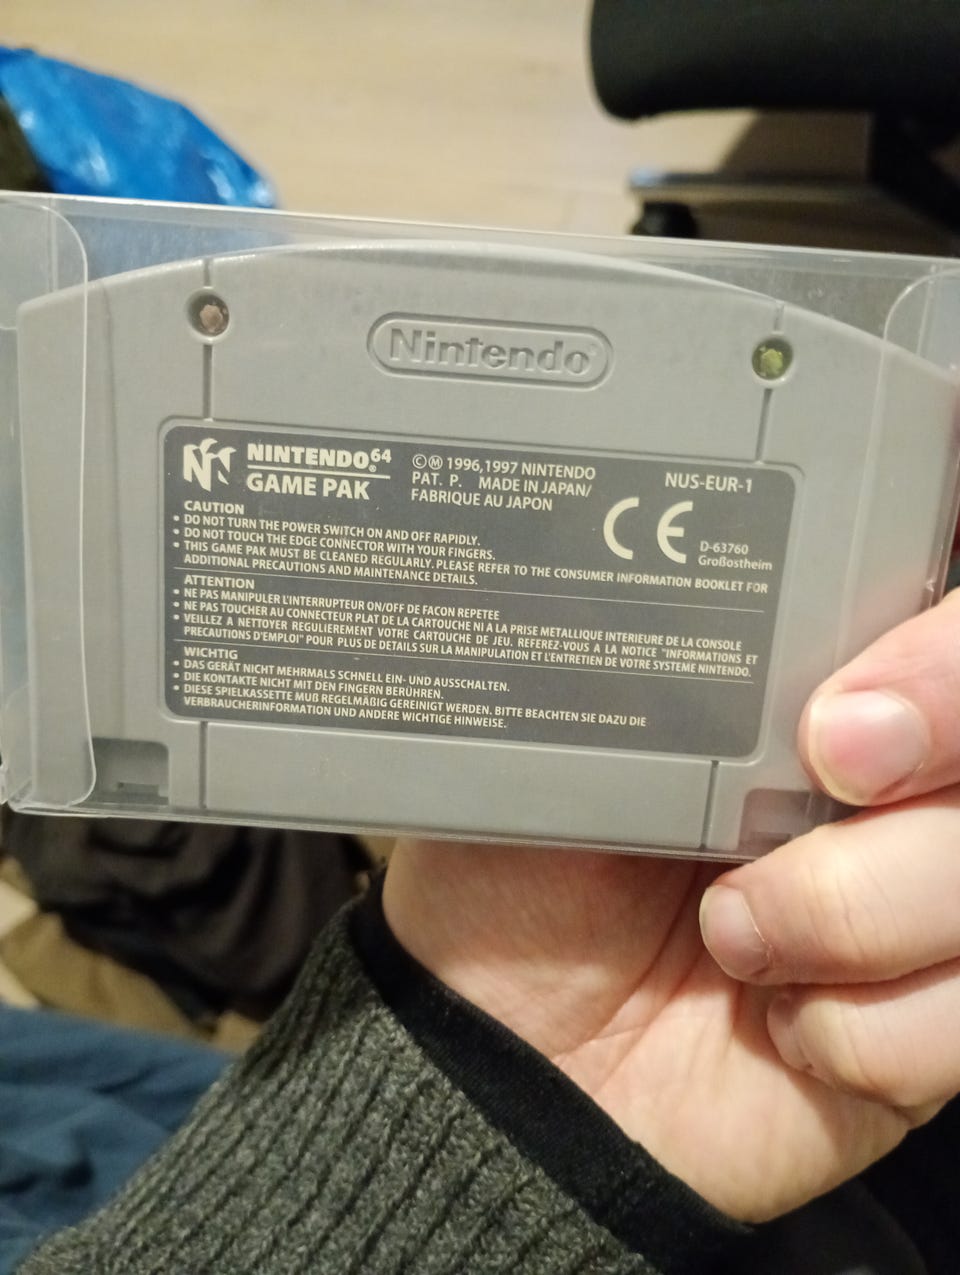 Nintendo®
NINTENDO64®
GAME PAK
©Ⓜ 1996,1997 NINTENDO
PAT. P. MADE IN JAPAN/
FABRIQUE AU JAPON
NUS-EUR-1
CE
D-63760
Großostheim
CAUTION
• DO NOT TURN THE POWER SWITCH ON AND OFF RAPIDLY.
• DO NOT TOUCH THE EDGE CONNECTOR WITH YOUR FINGERS.
• THIS GAME PAK MUST BE CLEANED REGULARLY. PLEASE REFER TO THE CONSUMER INFORMATION BOOKLET FOR
ADDITIONAL PRECAUTIONS AND MAINTENANCE DETAILS.
ATTENTION
• NE PAS MANIPULER L'INTERRUPTEUR ON/OFF DE FACON REPETEE
• NE PAS TOUCHER AU CONNECTEUR PLAT DE LA CARTOUCHE NI A LA PRISE METALLIQUE INTERIEURE DE LA CONSOLE
• VEILLEZ A NETTOYER REGULIEREMENT VOTRE CARTOUCHE DE JEU. REFEREZ-VOUS A LA NOTICE "INFORMATIONS ET
PRECAUTIONS D'EMPLOI" POUR PLUS DE DETAILS SUR LA MANIPULATION ET L'ENTRETIEN DE VOTRE SYSTEME NINTENDO.
WICHTIG
• DAS GERÄT NICHT MEHRMALS SCHNELL EIN- UND AUSSCHALTEN.
• DIE KONTAKTE NICHT MIT DEN FINGERN BERÜHREN.
• DIESE SPIELKASSETTE MUß REGELMÄßIG GEREINIGT WERDEN. BITTE BEACHTEN SIE DAZU DIE
VERBRAUCHERINFORMATION UND ANDERE WICHTIGE HINWEISE.